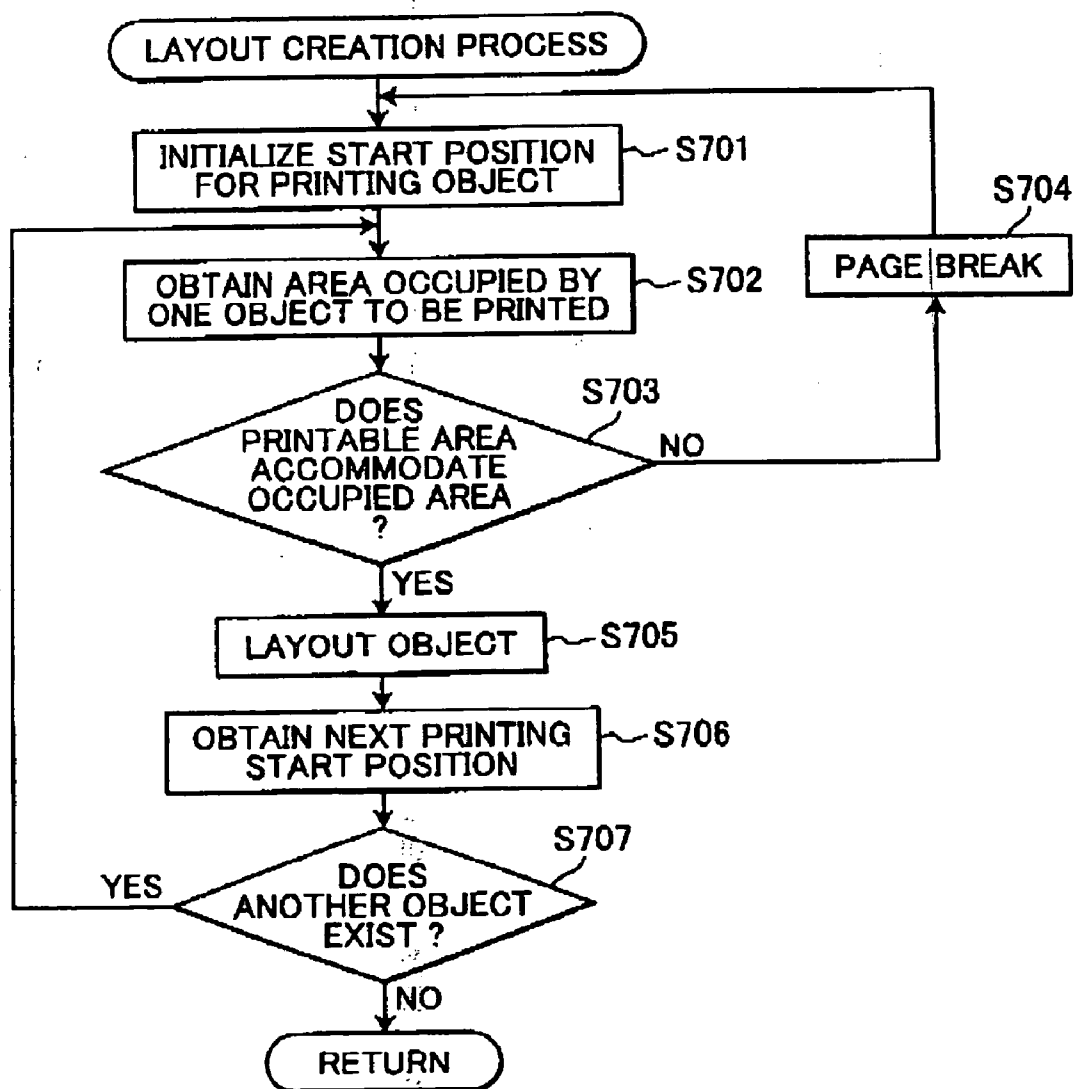 LAYOUT CREATION PROCESS
INITIALIZE START POSITION
FOR PRINTING OBJECT
S701
S704
PAGE BREAK
OBTAIN AREA OCCUPIED BY
ONE OBJECT TO BE PRINTED
S702
S703
DOES
PRINTABLE AREA
ACCOMMODATE
OCCUPIED AREA
?
NO
YES
LAYOUT OBJECT
S705
OBTAIN NEXT PRINTING
START POSITION
S706
S707
YES
DOES
ANOTHER OBJECT
EXIST ?
NO
RETURN